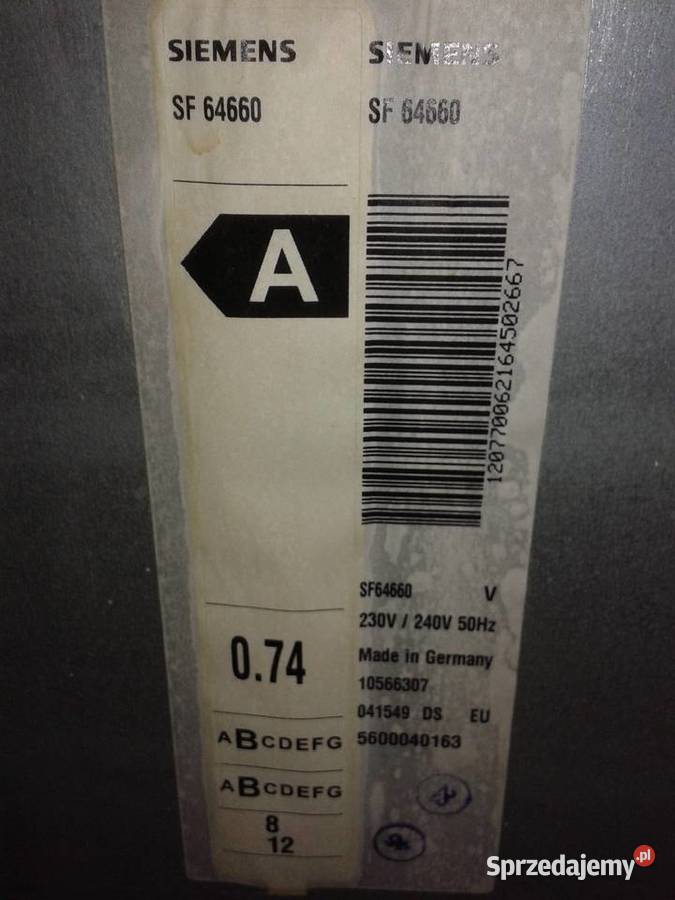 SIEMENS
SF 64660
A
0.74
ABCDEFG
ABCDEFG
8
12
SIEMENS
SF 64660
120770062164502667
SF64660 V
230V / 240V 50Hz
Made in Germany
10566307
041549 DS EU
5600040163
Sprzedajemy.pl